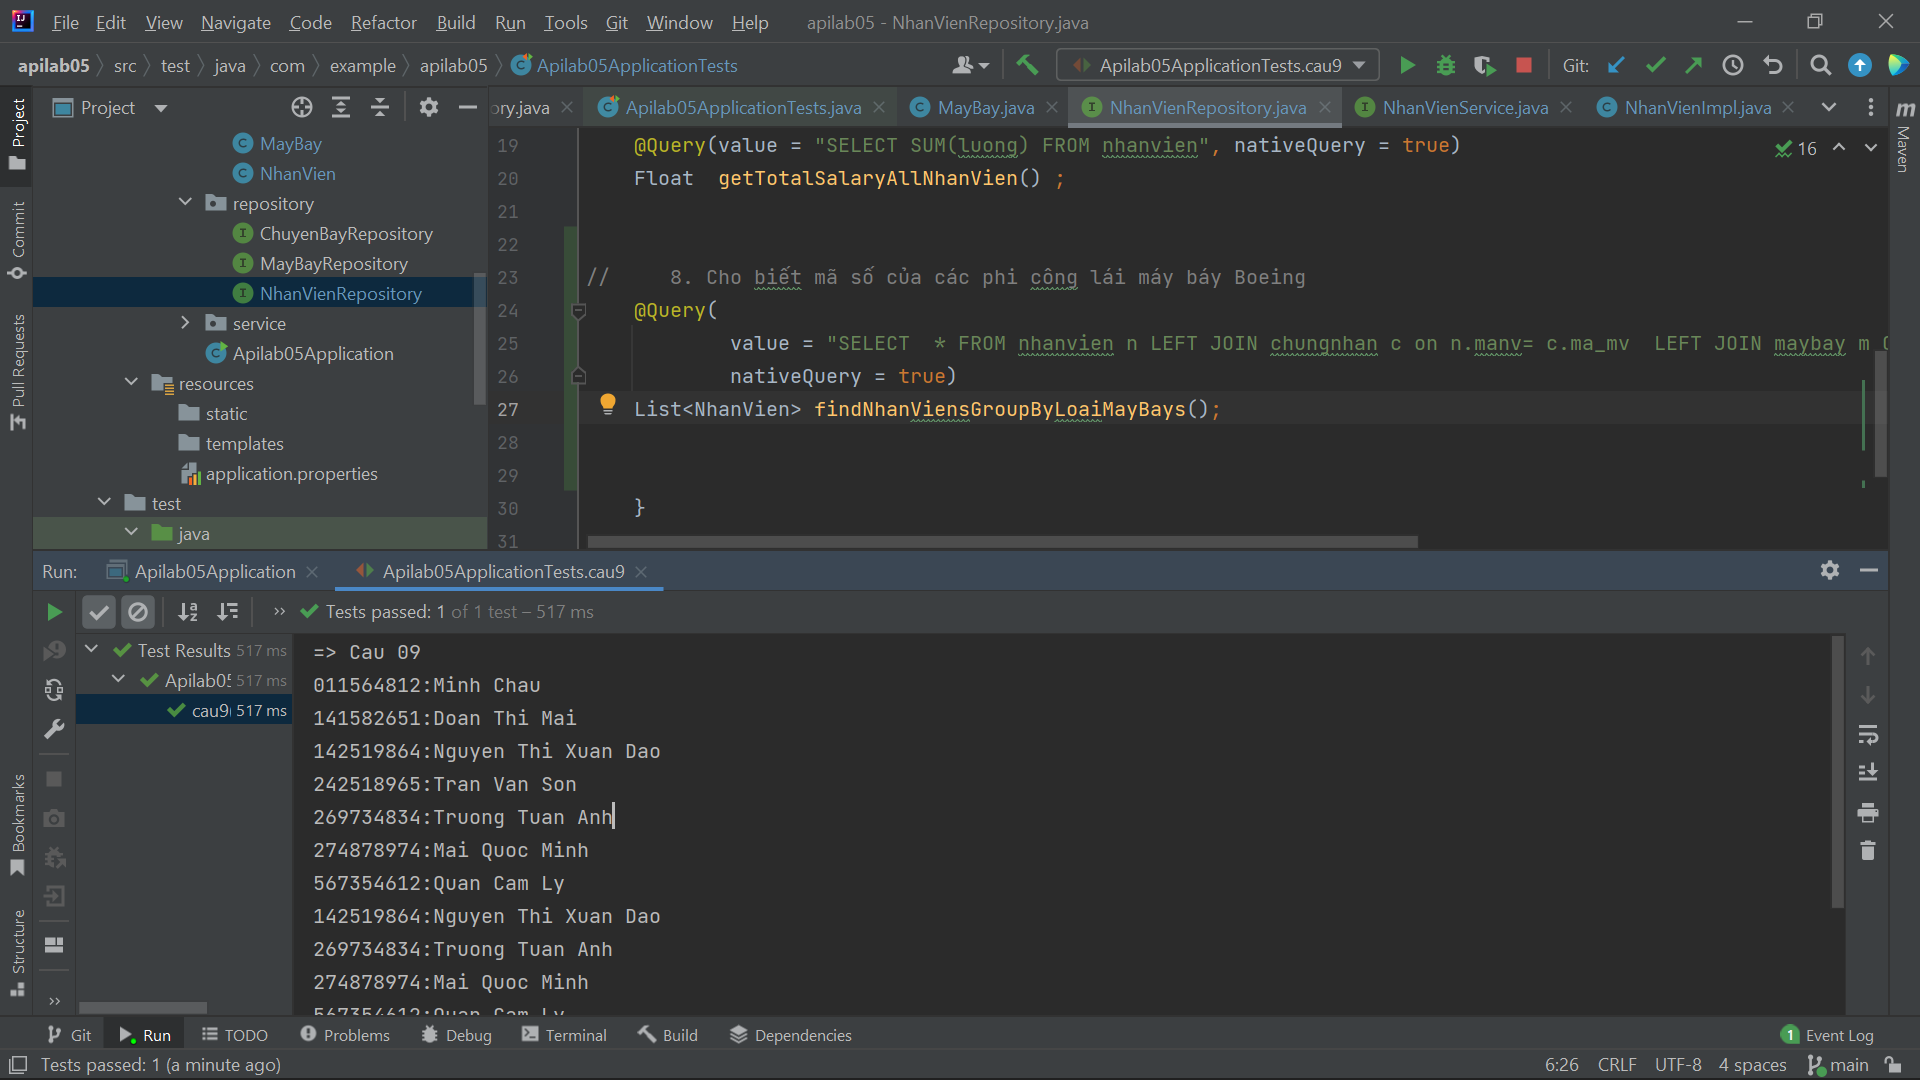 File Edit View Navigate Code Refactor Build Run Tools Git Window Help apilab05 - NhanVienRepository.java
apilab05 src test java com example apilab05 Apilab05ApplicationTests Apilab05ApplicationTests.cau9 Git:
Project ory.java Apilab05ApplicationTests.java MayBay.java NhanVienRepository.java NhanVienService.java NhanVienImpl.java
Project
Commit
Pull Requests
Bookmarks
Structure
Maven
MayBay
NhanVien
repository
ChuyenBayRepository
MayBayRepository
NhanVienRepository
service
Apilab05Application
resources
static
templates
application.properties
test
java
16
19 @Query(value = "SELECT SUM(luong) FROM nhanvien", nativeQuery = true)
20 Float  getTotalSalaryAllNhanVien() ;
21
22
23 //     8. Cho biết mã số của các phi công lái máy báy Boeing
24 @Query(
25 value = "SELECT  * FROM nhanvien n LEFT JOIN chungnhan c on n.manv= c.ma_mv  LEFT JOIN maybay m
26 nativeQuery = true)
27 List<NhanVien> findNhanViensGroupByLoaiMayBays();
28
29
30 }
31
Run: Apilab05Application Apilab05ApplicationTests.cau9
Tests passed: 1 of 1 test – 517 ms
Test Results 517 ms
Apilab05 517 ms
cau9( 517 ms
=> Cau 09
011564812:Minh Chau
141582651:Doan Thi Mai
142519864:Nguyen Thi Xuan Dao
242518965:Tran Van Son
269734834:Truong Tuan Anh
274878974:Mai Quoc Minh
567354612:Quan Cam Ly
142519864:Nguyen Thi Xuan Dao
269734834:Truong Tuan Anh
274878974:Mai Quoc Minh
567354612:Quan Cam Ly
Git Run TODO Problems Debug Terminal Build Dependencies 1 Event Log
Tests passed: 1 (a minute ago) 6:26 CRLF UTF-8 4 spaces main